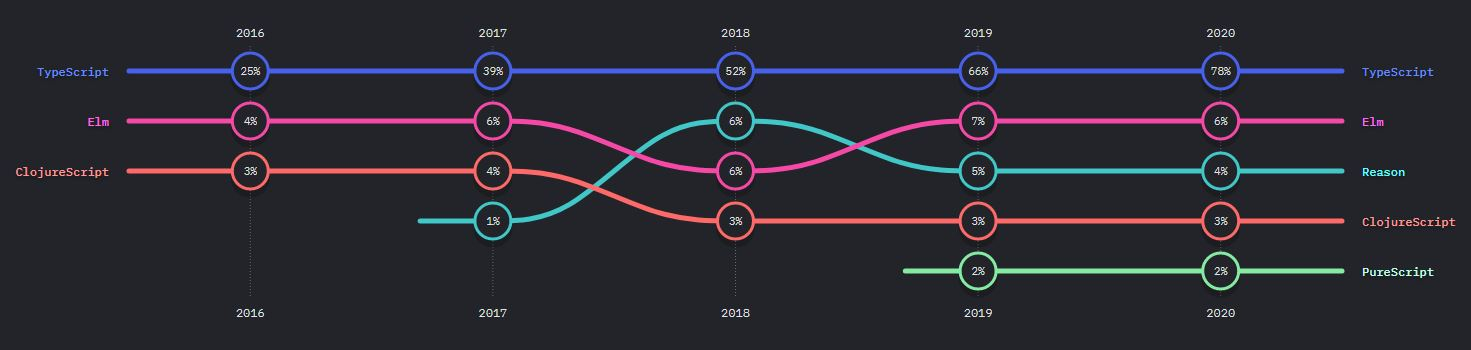 2016 2017 2018 2019 2020
TypeScript 25% 39% 52% 66% 78% TypeScript
Elm 4% 6% 6% 7% 6% Elm
ClojureScript 3% 4% 6% 5% 4% Reason
1% 3% 3% 3% ClojureScript
2% 2% PureScript
2016 2017 2018 2019 2020